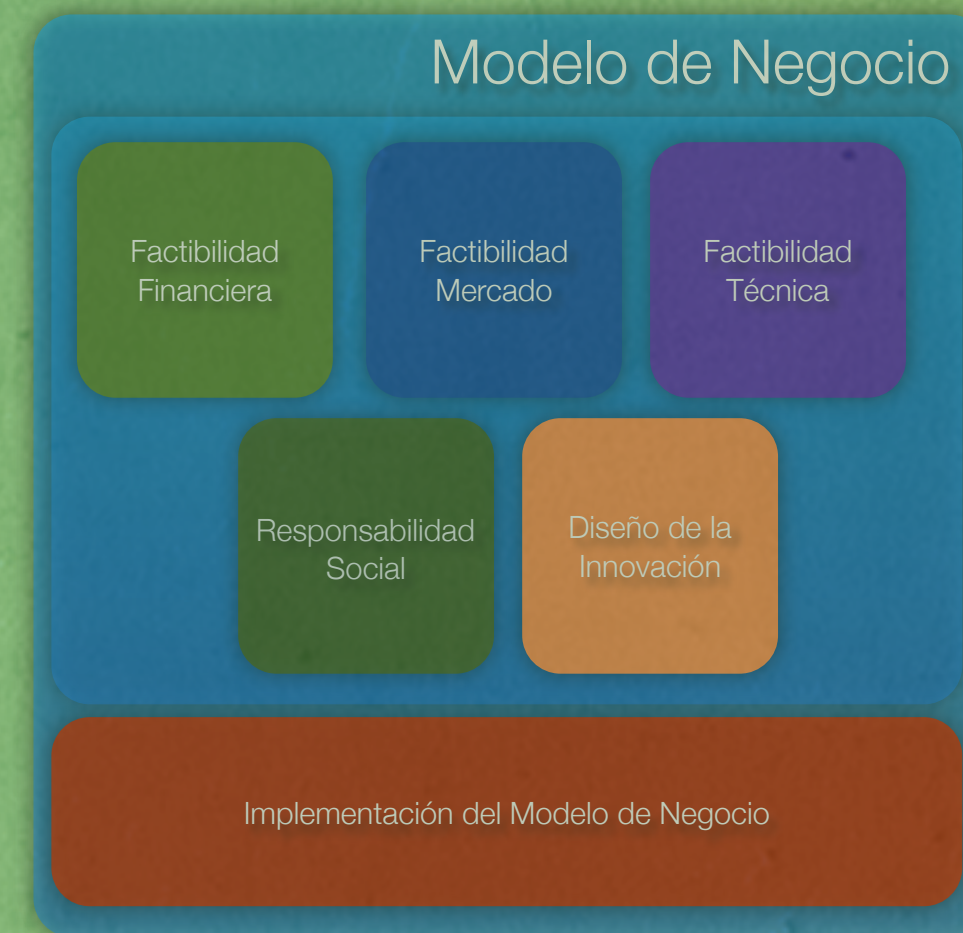 Modelo de Negocio
Factibilidad
Financiera
Factibilidad
Mercado
Factibilidad
Técnica
Responsabilidad
Social
Diseño de la
Innovación
Implementación del Modelo de Negocio